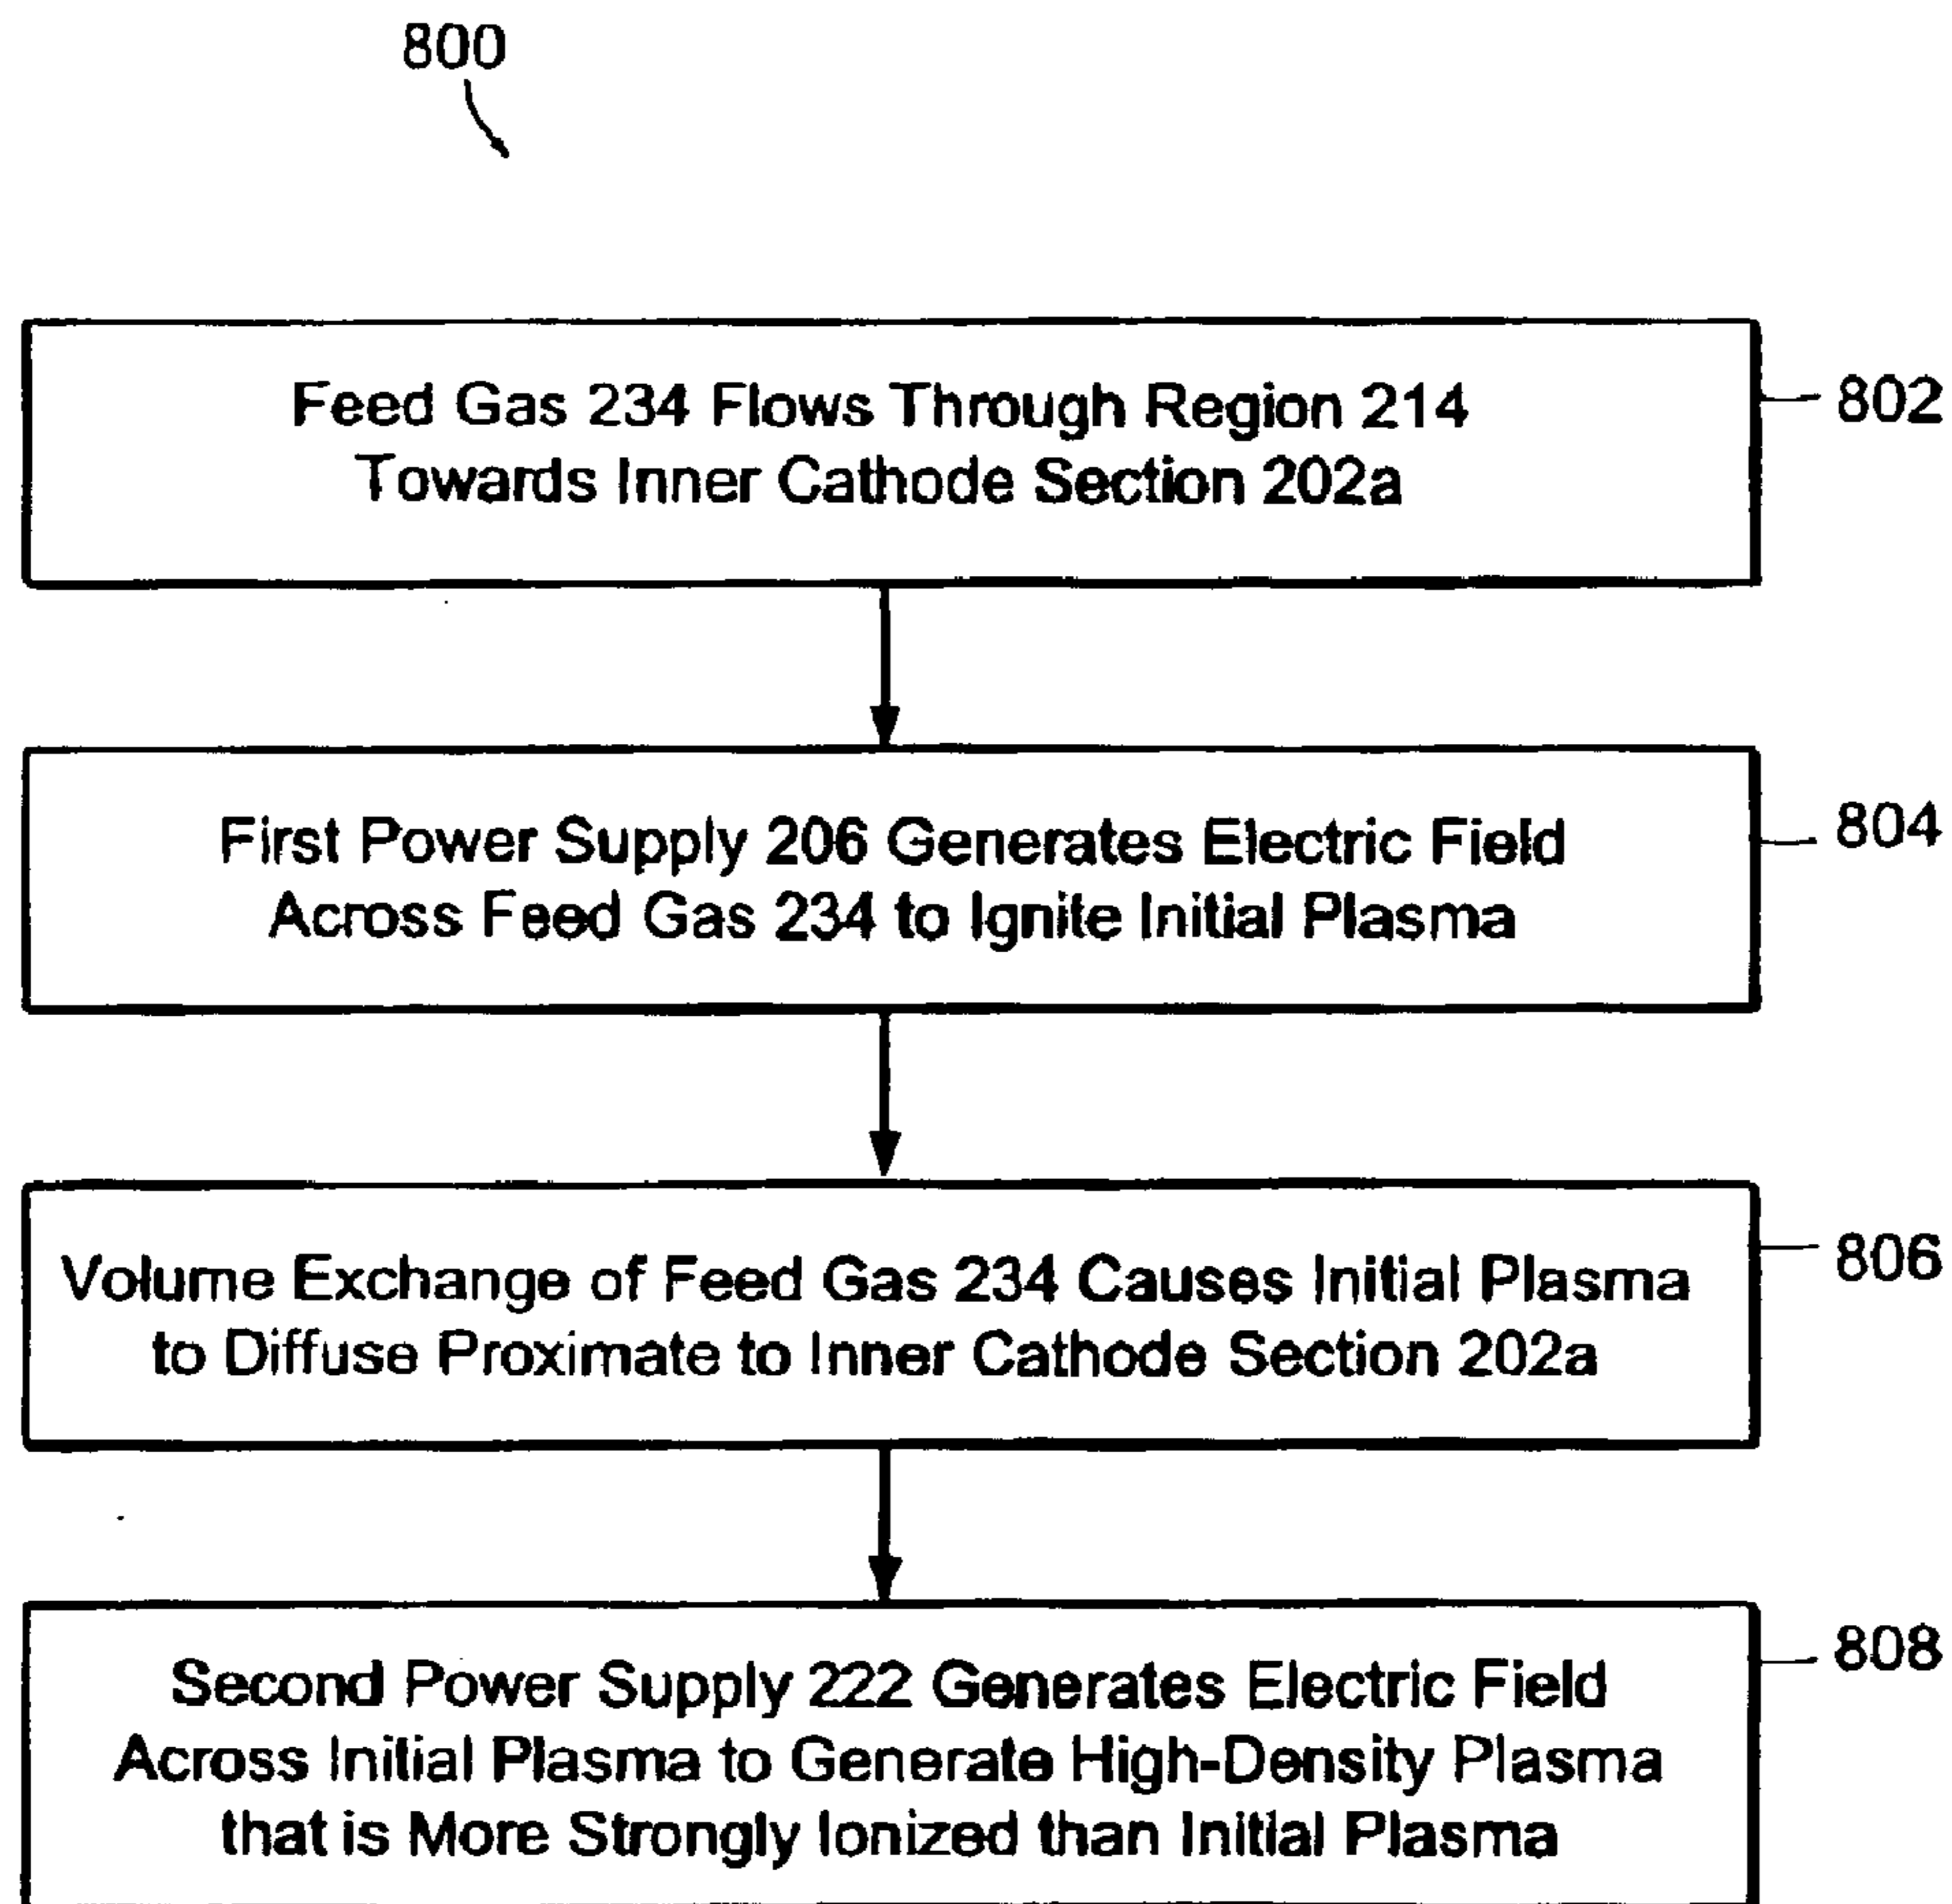 800
Feed Gas 234 Flows Through Region 214
Towards Inner Cathode Section 202a
802
First Power Supply 206 Generates Electric Field
Across Feed Gas 234 to Ignite Initial Plasma
804
Volume Exchange of Feed Gas 234 Causes Initial Plasma
to Diffuse Proximate to Inner Cathode Section 202a
806
Second Power Supply 222 Generates Electric Field
Across Initial Plasma to Generate High-Density Plasma
that is More Strongly Ionized than Initial Plasma
808